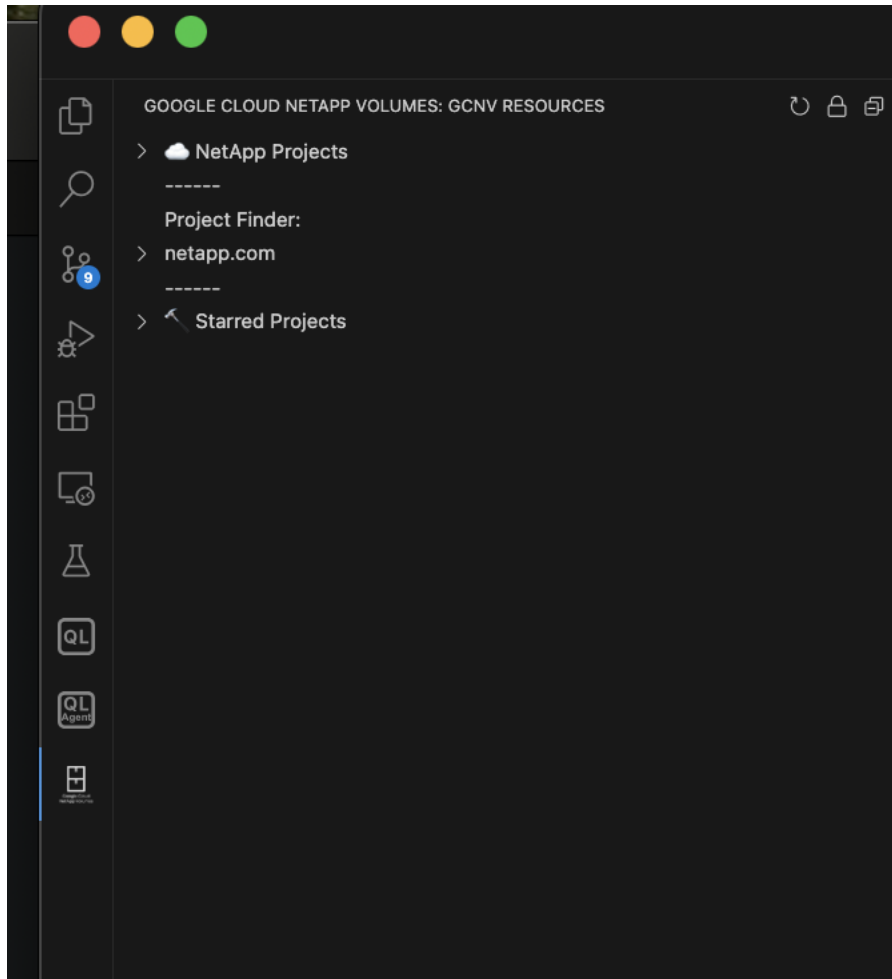 GOOGLE CLOUD NETAPP VOLUMES: GCNV RESOURCES
NetApp Projects
------
Project Finder:
netapp.com
------
Starred Projects
9
QL
QL
Agent